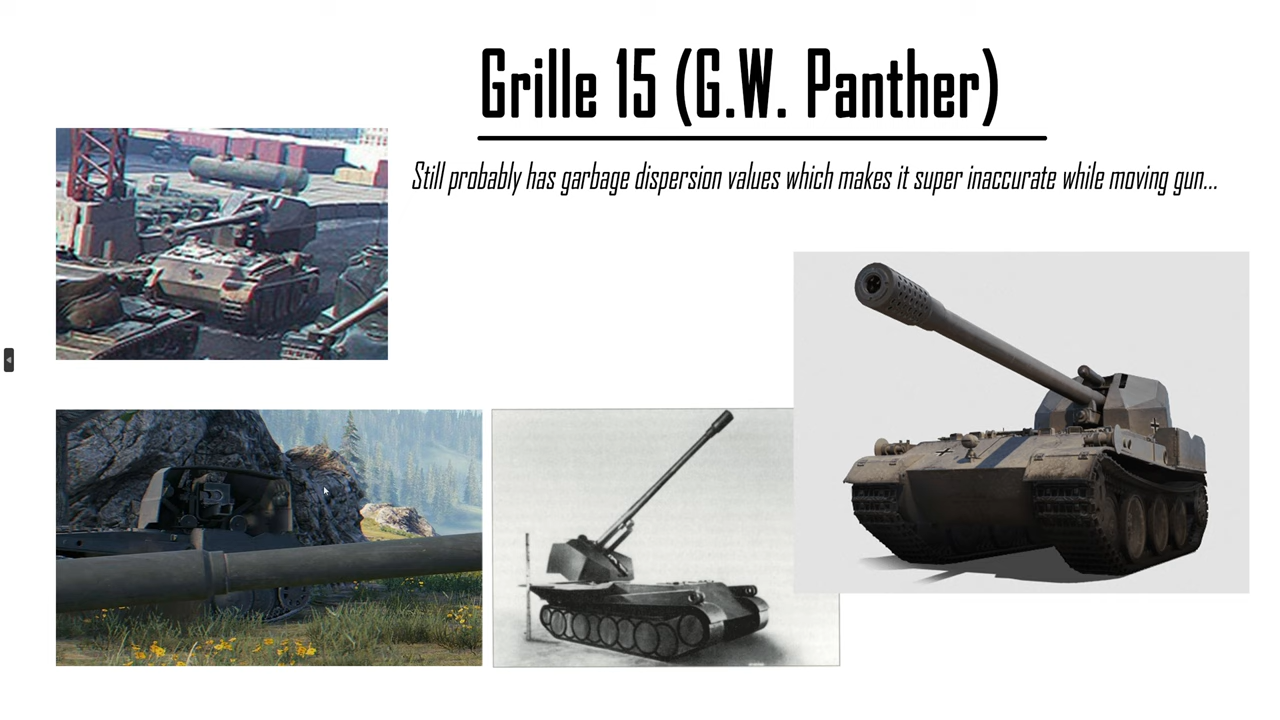 Grille 15 (G.W. Panther)
Still probably has garbage dispersion values which makes it super inaccurate while moving gun...